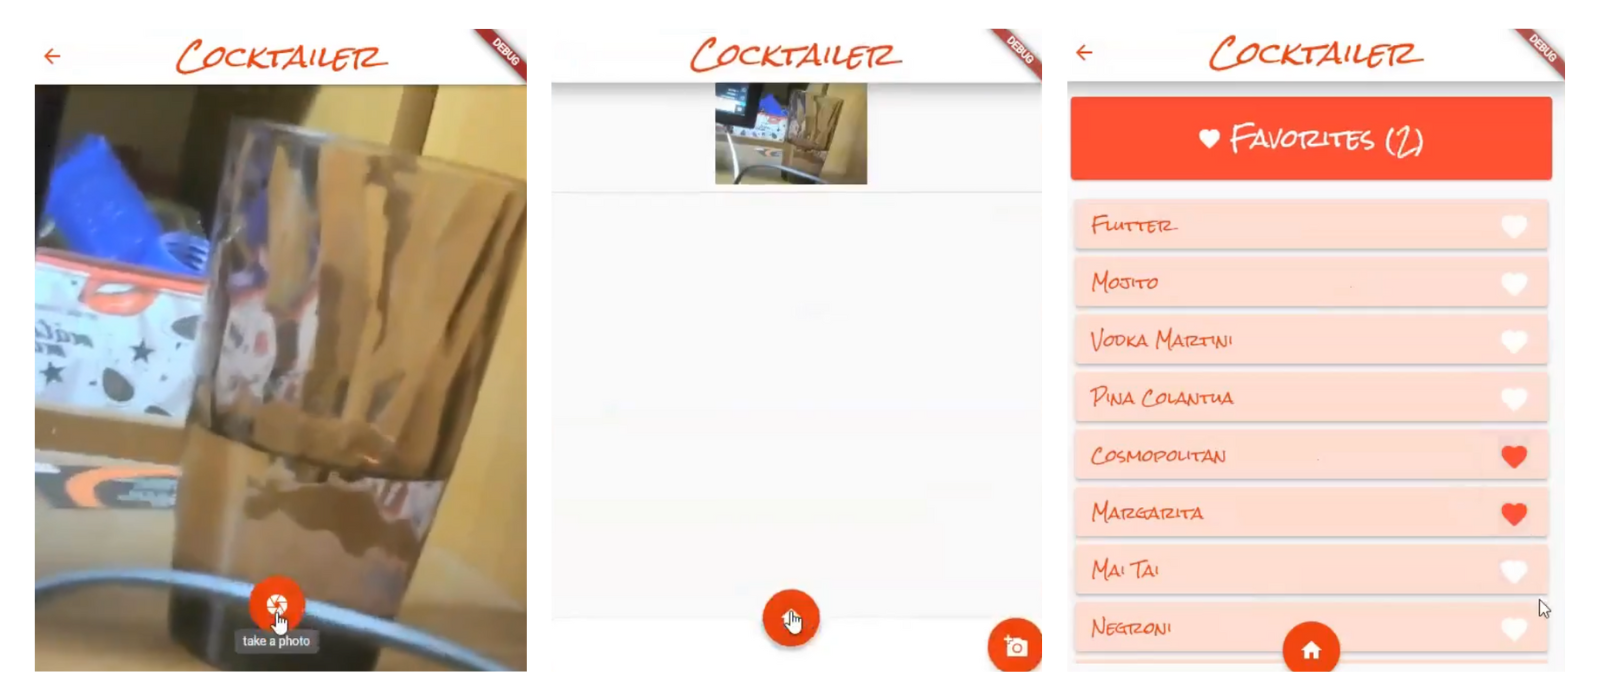 Cocktailer
DEBUG
take a photo
Cocktailer
DEBUG
Cocktailer
DEBUG
Favorites (2)
Flutter
Mojito
Vodka Martini
Pina Colantua
Cosmopolitan
Margarita
Mai Tai
Negroni